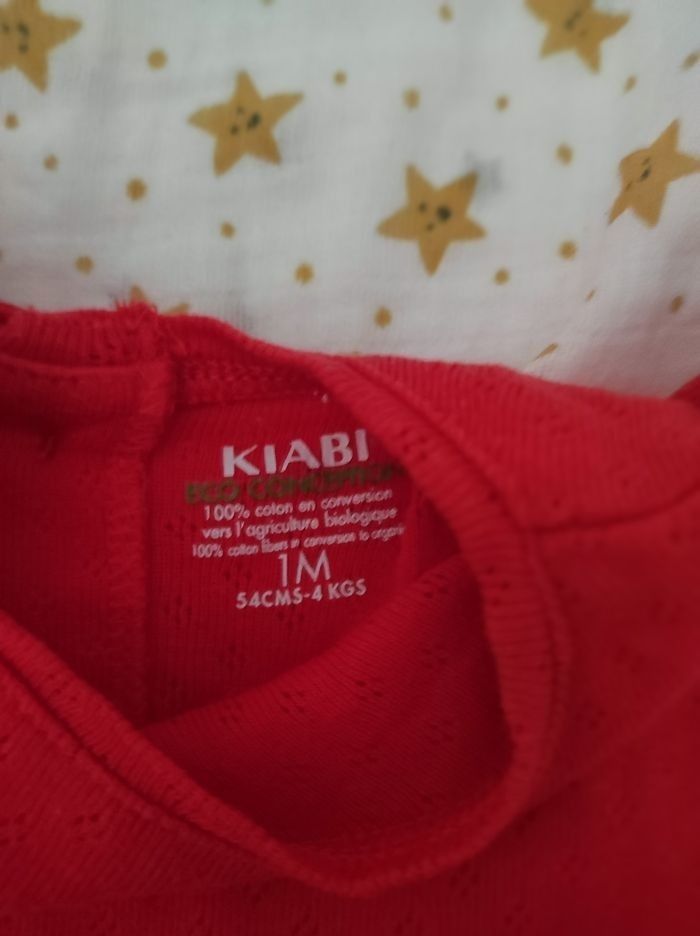 KIABI
ECO CONCEPTION
100% coton en conversion
vers l'agriculture biologique
100% cotton fibers in conversion to organic
1M
54CMS-4 KGS